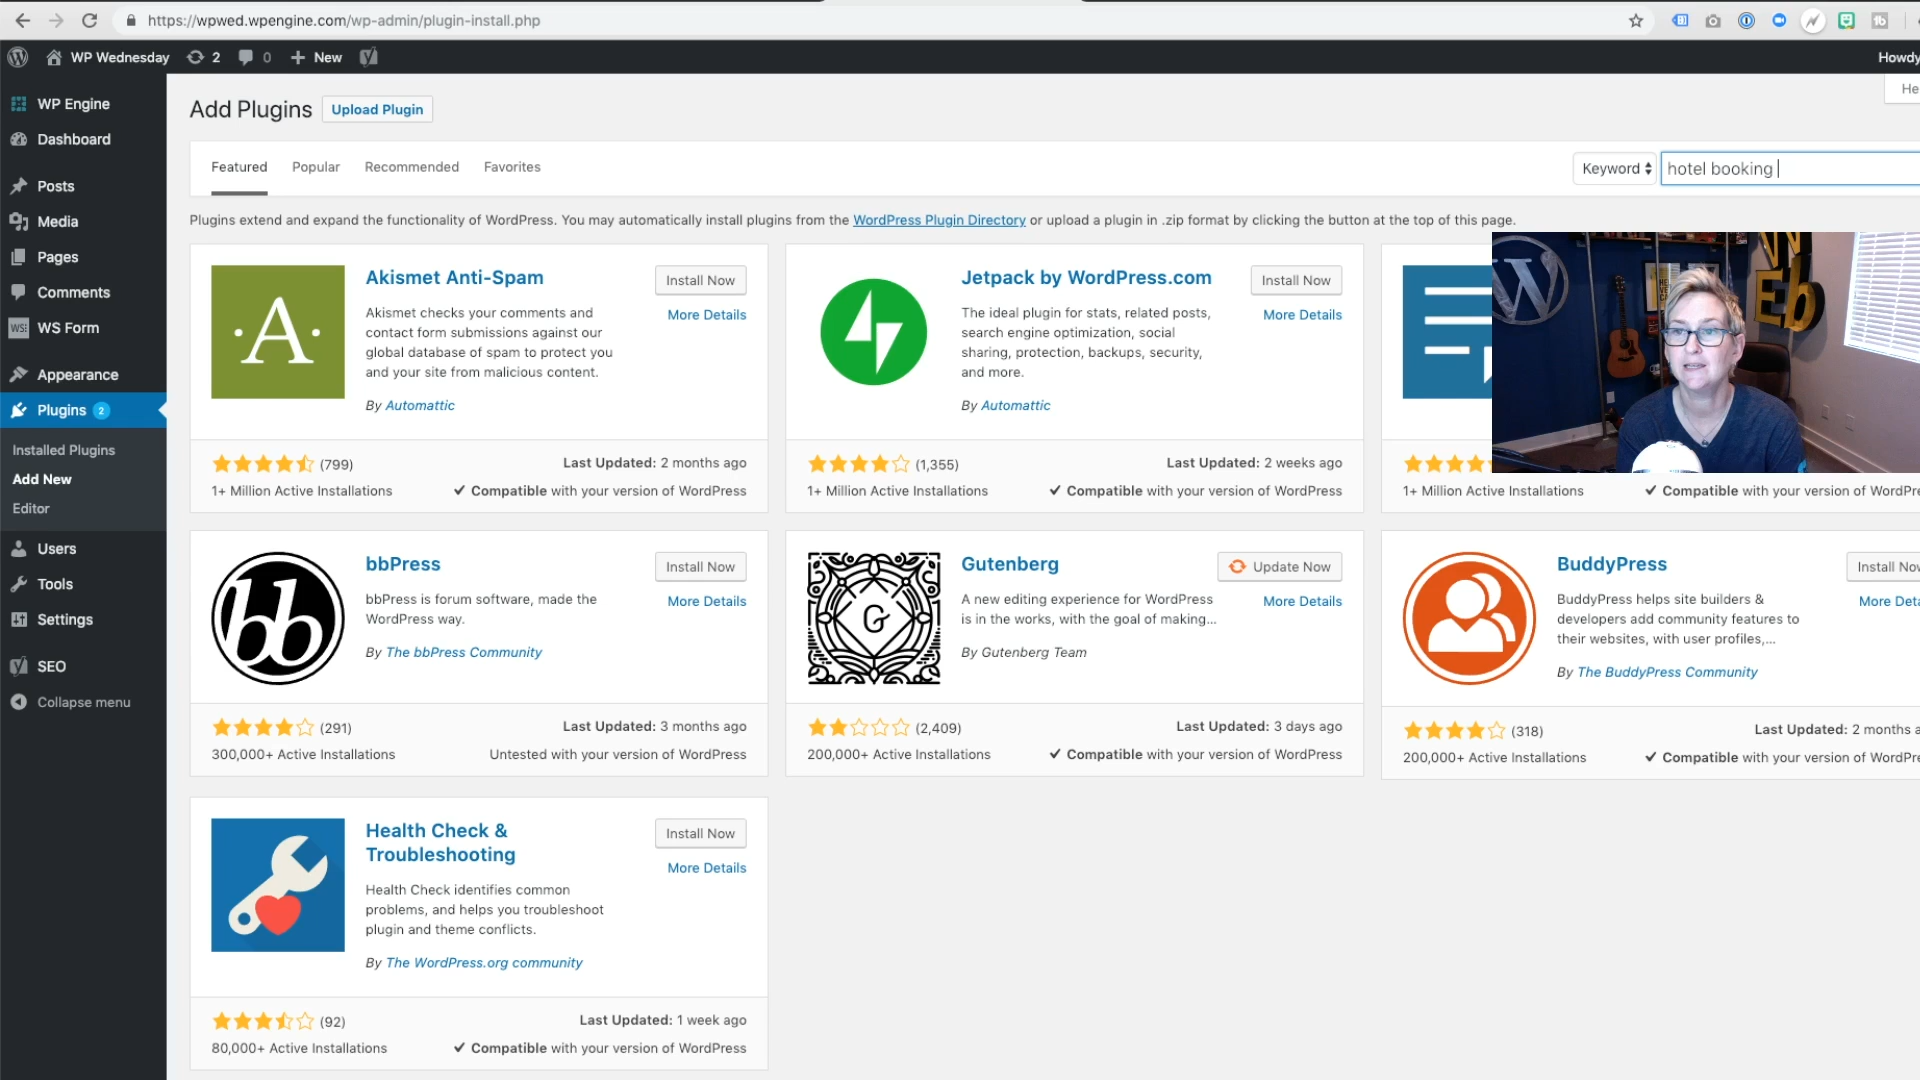 https://wpwed.wpengine.com/wp-admin/plugin-install.php
WP Wednesday 2 0 New Howdy
WP Engine
Dashboard
Posts
Media
Pages
Comments
WS Form
Appearance
Plugins 2
Installed Plugins
Add New
Editor
Users
Tools
Settings
SEO
Collapse menu
He
Add Plugins Upload Plugin
Featured Popular Recommended Favorites Keyword hotel booking
Plugins extend and expand the functionality of WordPress. You may automatically install plugins from the WordPress Plugin Directory or upload a plugin in .zip format by clicking the button at the top of this page.
Akismet Anti-Spam
Install Now
More Details
Akismet checks your comments and
contact form submissions against our
global database of spam to protect you
and your site from malicious content.
By Automattic
(799) Last Updated: 2 months ago
1+ Million Active Installations Compatible with your version of WordPress
Jetpack by WordPress.com
Install Now
More Details
The ideal plugin for stats, related posts,
search engine optimization, social
sharing, protection, backups, security,
and more.
By Automattic
(1,355) Last Updated: 2 weeks ago
1+ Million Active Installations Compatible with your version of WordPress
1+ Million Active Installations Compatible with your version of WordPre
bbPress
Install Now
More Details
bbPress is forum software, made the
WordPress way.
By The bbPress Community
(291) Last Updated: 3 months ago
300,000+ Active Installations Untested with your version of WordPress
Gutenberg
Update Now
More Details
A new editing experience for WordPress
is in the works, with the goal of making...
By Gutenberg Team
(2,409) Last Updated: 3 days ago
200,000+ Active Installations Compatible with your version of WordPress
BuddyPress
Install Now
More Deta
BuddyPress helps site builders &
developers add community features to
their websites, with user profiles,...
By The BuddyPress Community
(318) Last Updated: 2 months a
200,000+ Active Installations Compatible with your version of WordPre
Health Check &
Troubleshooting
Install Now
More Details
Health Check identifies common
problems, and helps you troubleshoot
plugin and theme conflicts.
By The WordPress.org community
(92) Last Updated: 1 week ago
80,000+ Active Installations Compatible with your version of WordPress